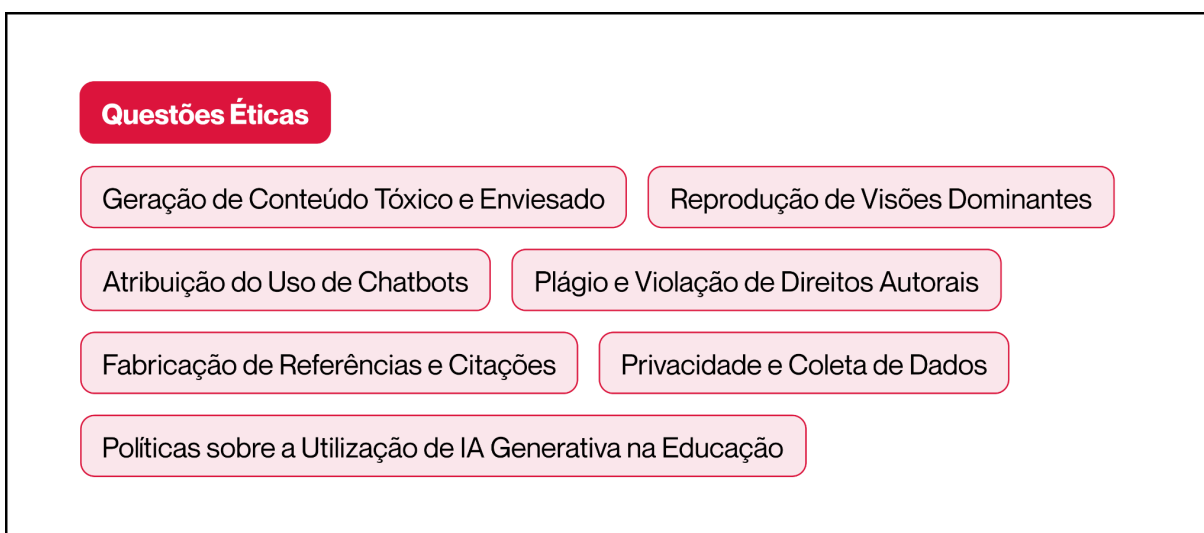 Questões Éticas
Geração de Conteúdo Tóxico e Enviesado
Reprodução de Visões Dominantes
Atribuição do Uso de Chatbots
Plágio e Violação de Direitos Autorais
Fabricação de Referências e Citações
Privacidade e Coleta de Dados
Políticas sobre a Utilização de IA Generativa na Educação